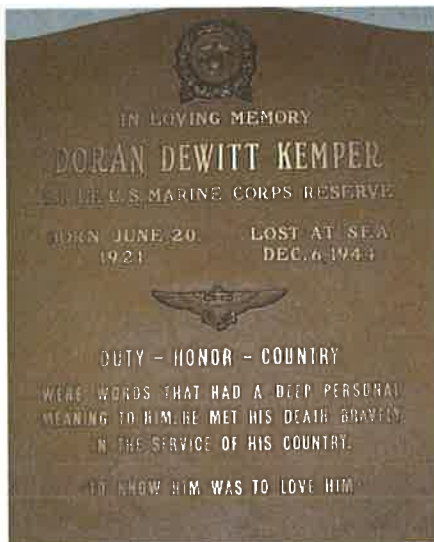 IN LOVING MEMORY
DORAN DEWITT KEMPER
LT. U.S. MARINE CORPS RESERVE
BORN JUNE 20, LOST AT SEA
1921 DEC. 6, 1944
DUTY – HONOR – COUNTRY
WERE WORDS THAT HAD A DEEP PERSONAL
MEANING TO HIM. HE MET HIS DEATH BRAVELY
IN THE SERVICE OF HIS COUNTRY.
TO KNOW HIM WAS TO LOVE HIM